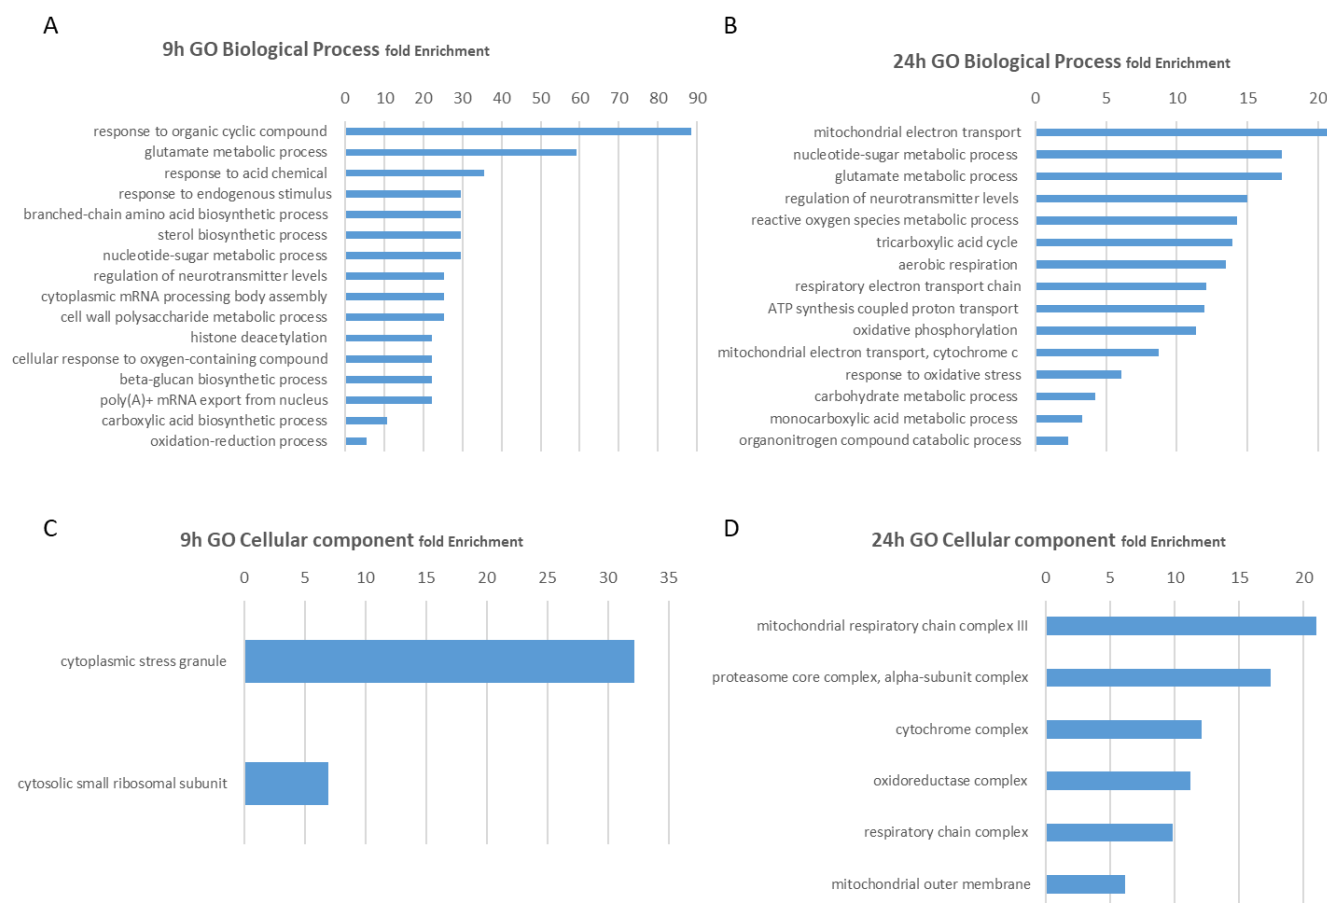 A
9h GO Biological Process fold Enrichment
0 10 20 30 40 50 60 70 80 90
response to organic cyclic compound
glutamate metabolic process
response to acid chemical
response to endogenous stimulus
branched-chain amino acid biosynthetic process
sterol biosynthetic process
nucleotide-sugar metabolic process
regulation of neurotransmitter levels
cytoplasmic mRNA processing body assembly
cell wall polysaccharide metabolic process
histone deacetylation
cellular response to oxygen-containing compound
beta-glucan biosynthetic process
poly(A)+ mRNA export from nucleus
carboxylic acid biosynthetic process
oxidation-reduction process
B
24h GO Biological Process fold Enrichment
0 5 10 15 20
mitochondrial electron transport
nucleotide-sugar metabolic process
glutamate metabolic process
regulation of neurotransmitter levels
reactive oxygen species metabolic process
tricarboxylic acid cycle
aerobic respiration
respiratory electron transport chain
ATP synthesis coupled proton transport
oxidative phosphorylation
mitochondrial electron transport, cytochrome c
response to oxidative stress
carbohydrate metabolic process
monocarboxylic acid metabolic process
organonitrogen compound catabolic process
C
9h GO Cellular component fold Enrichment
0 5 10 15 20 25 30 35
cytoplasmic stress granule
cytosolic small ribosomal subunit
D
24h GO Cellular component fold Enrichment
0 5 10 15 20
mitochondrial respiratory chain complex III
proteasome core complex, alpha-subunit complex
cytochrome complex
oxidoreductase complex
respiratory chain complex
mitochondrial outer membrane